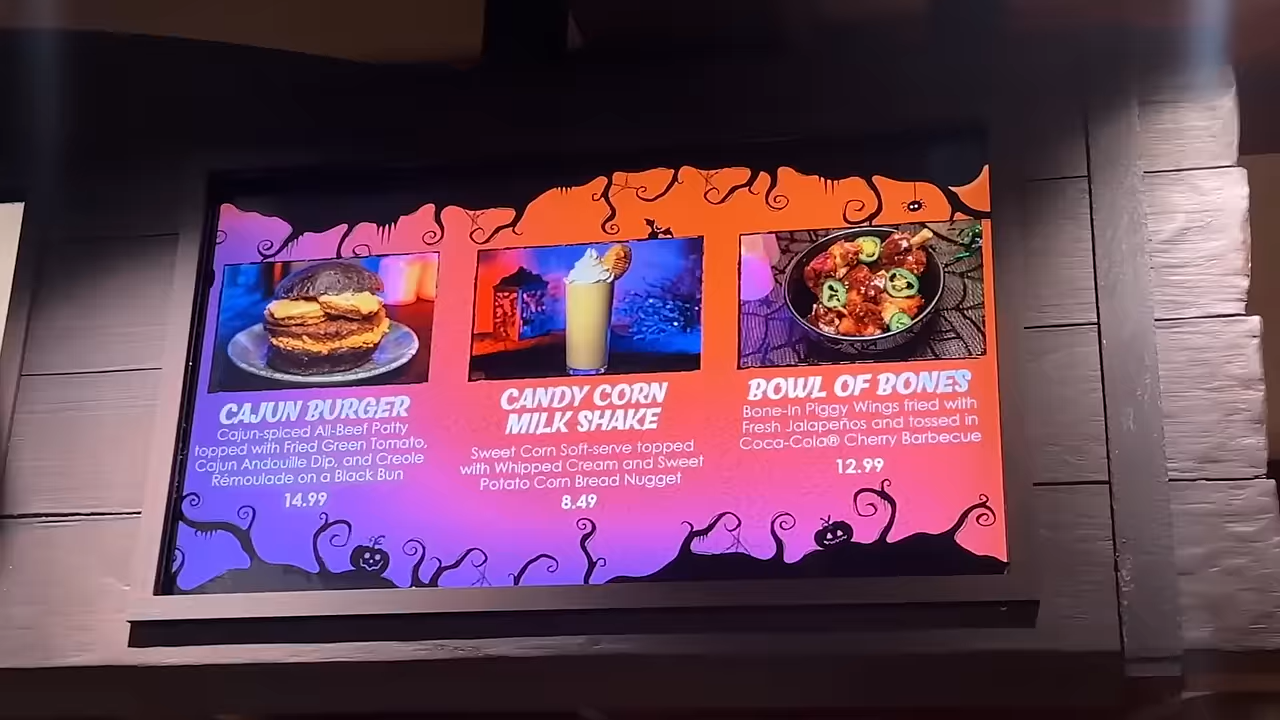 CAJUN BURGER
Cajun-spiced All-Beef Patty
topped with Fried Green Tomato,
Cajun Andouille Dip, and Creole
Rémoulade on a Black Bun
14.99
CANDY CORN
MILK SHAKE
Sweet Corn Soft-serve topped
with Whipped Cream and Sweet
Potato Corn Bread Nugget
8.49
BOWL OF BONES
Bone-In Piggy Wings fried with
Fresh Jalapeños and tossed in
Coca-Cola® Cherry Barbecue
12.99